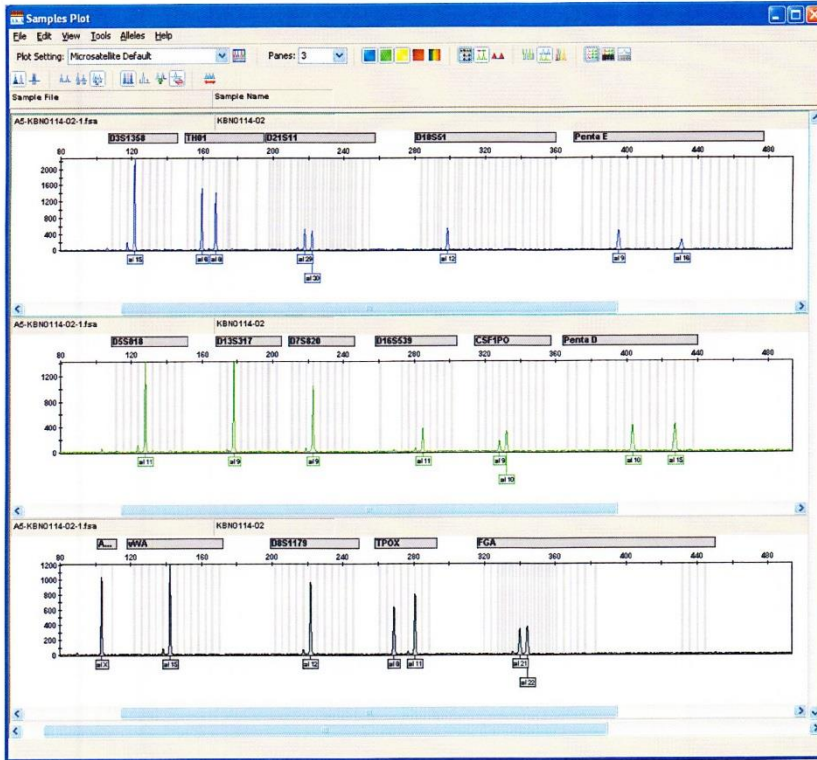 Samples Plot
File Edit View Tools Alleles Help
Plot Setting: Microsatellite Default Panes: 3
Sample File Sample Name
A5-KBN0114-02-1.fsa KBN0114-02
D3S1358 TH01 D21S11 D18S51 Penta E
80 120 160 200 240 280 320 360 400 440 480
2000
1600
1200
800
400
0
al 15 al 6 al 8 al 29 al 12 al 9 al 16
al 30
A5-KBN0114-02-1.fsa KBN0114-02
D5S818 D13S317 D7S820 D16S539 CSF1PO Penta D
80 120 160 200 240 280 320 360 400 440 480
1200
800
400
0
al 11 al 9 al 9 al 11 al 9 al 10 al 15
al 10
A5-KBN0114-02-1.fsa KBN0114-02
A... vWA D8S1179 TPOX FGA
80 120 160 200 240 280 320 360 400 440 480
1200
1000
800
600
400
200
0
al X al 15 al 12 al 8 al 11 al 21
al 22